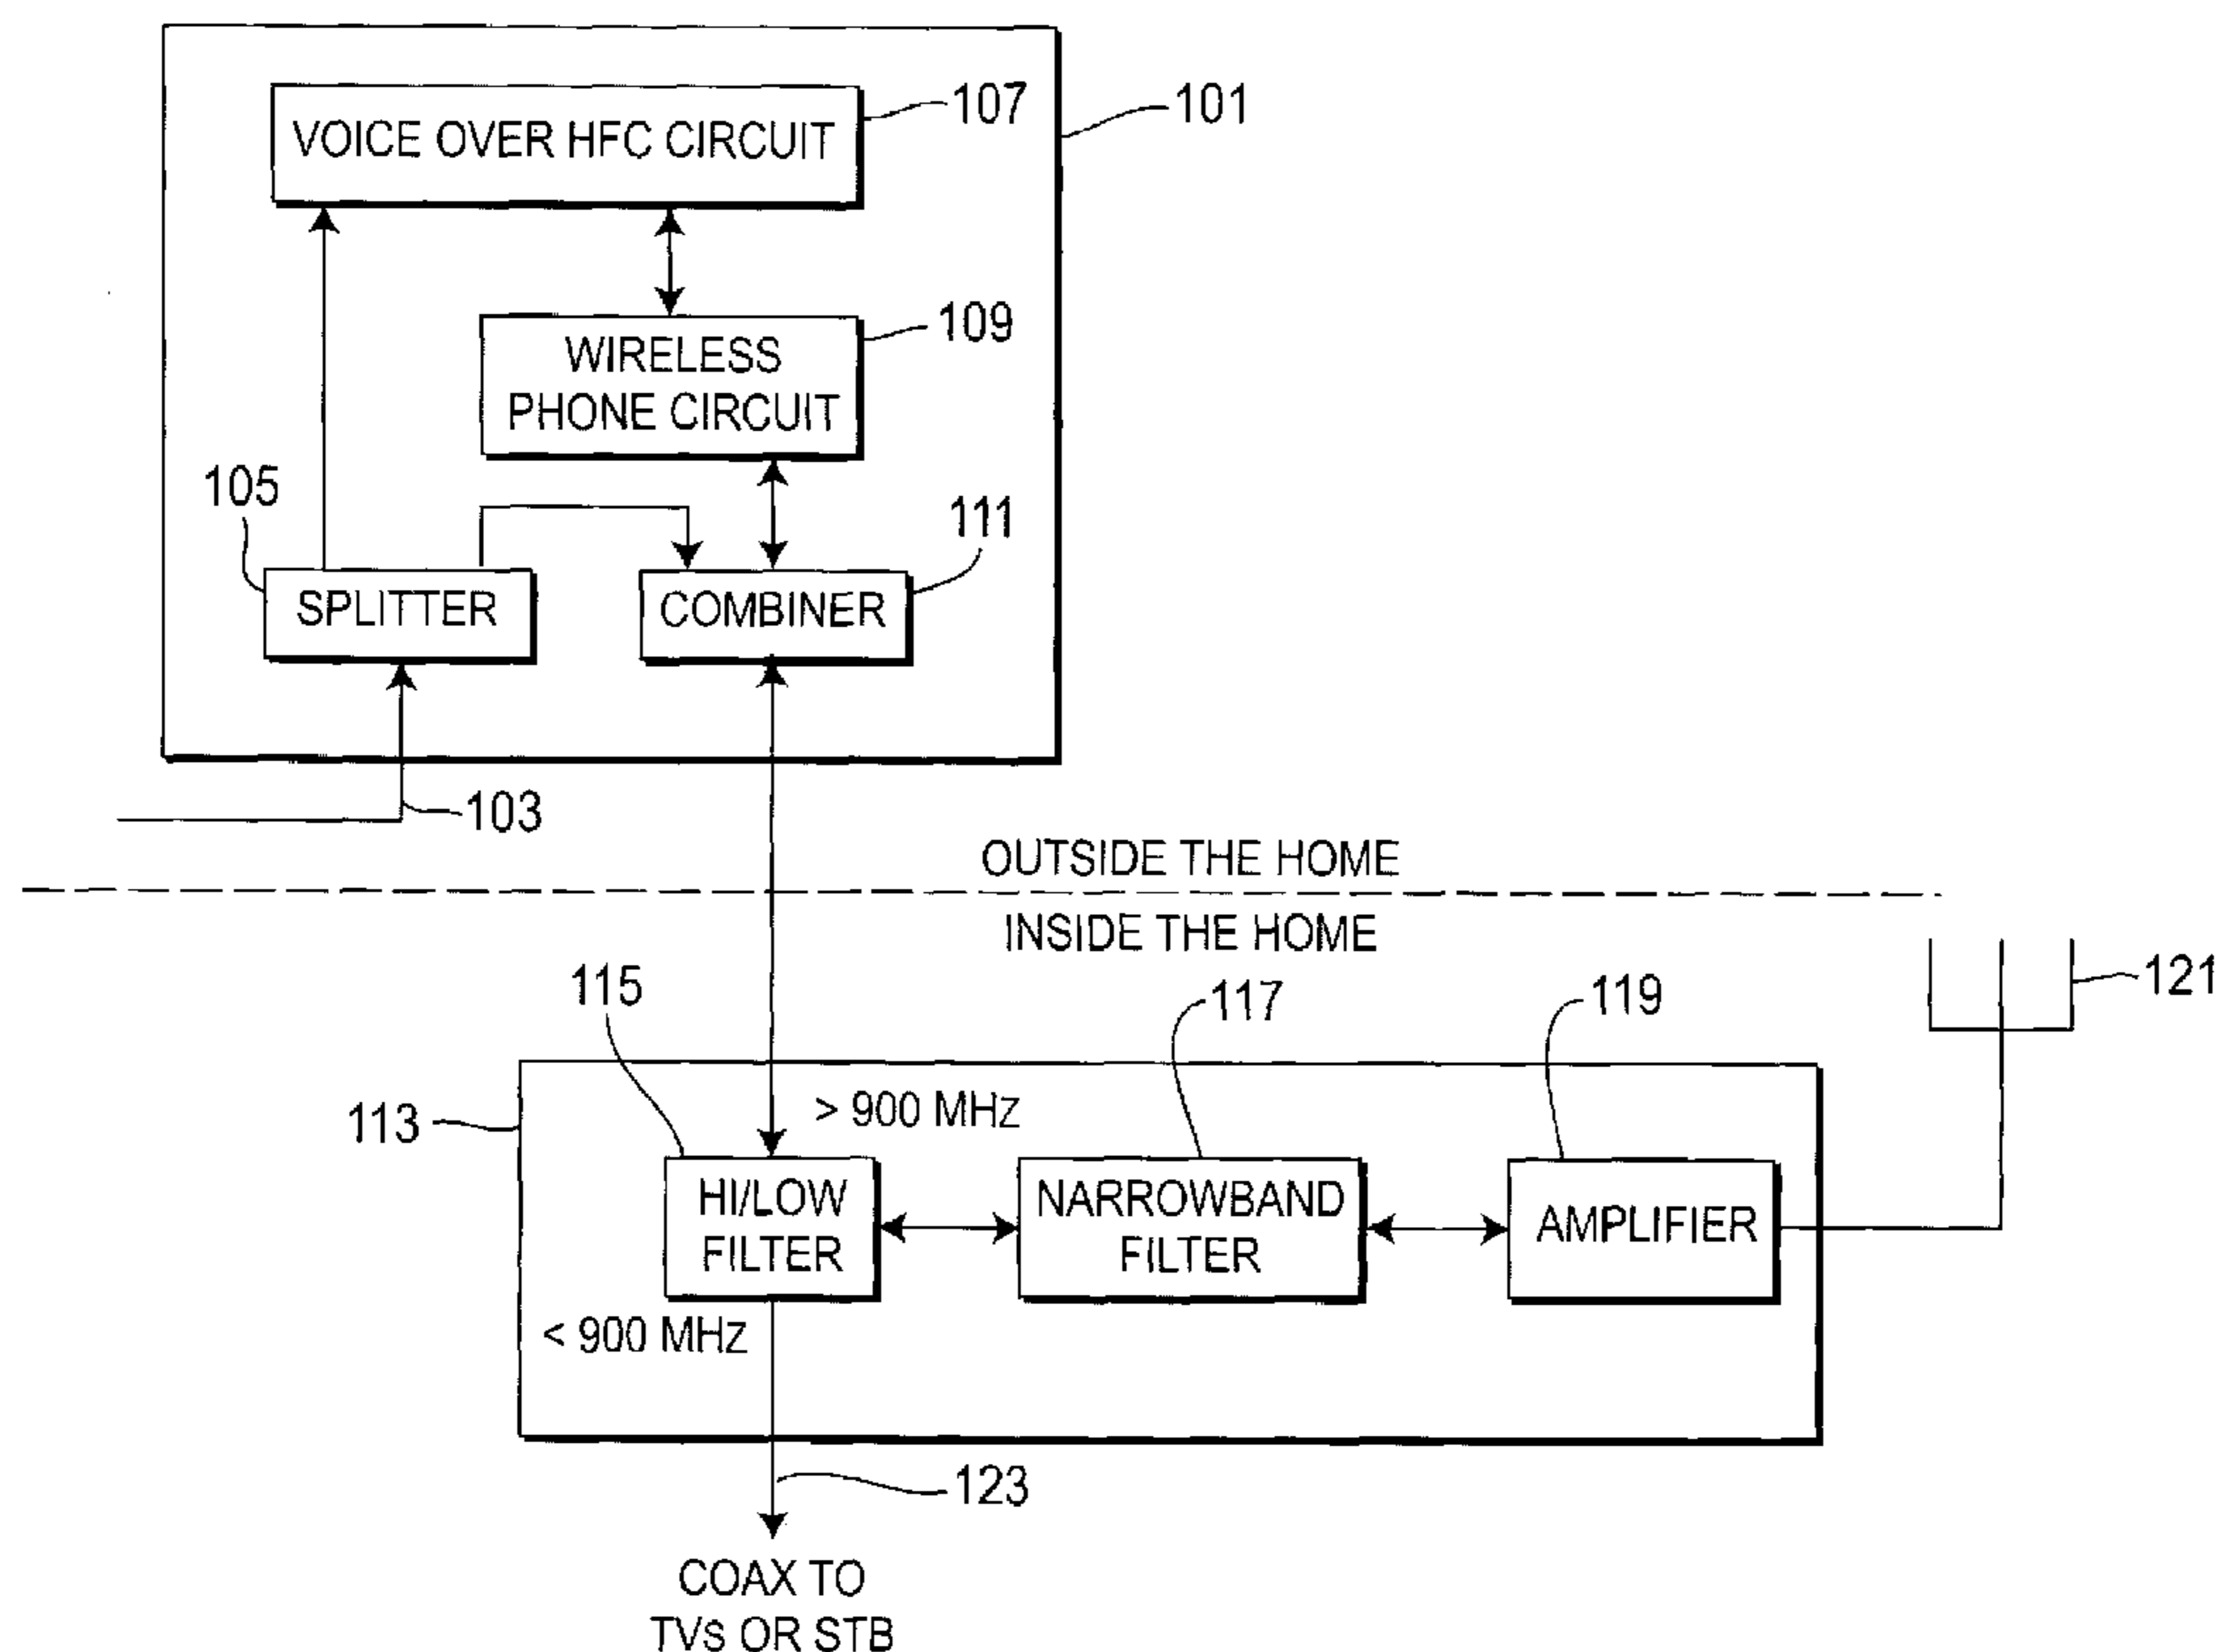 VOICE OVER HFC CIRCUIT
107
101
WIRELESS
PHONE CIRCUIT
109
105
111
SPLITTER
COMBINER
103
OUTSIDE THE HOME
INSIDE THE HOME
121
115
117
119
113
> 900 MHz
HI/LOW
FILTER
NARROWBAND
FILTER
AMPLIFIER
< 900 MHz
123
COAX TO
TVs OR STB